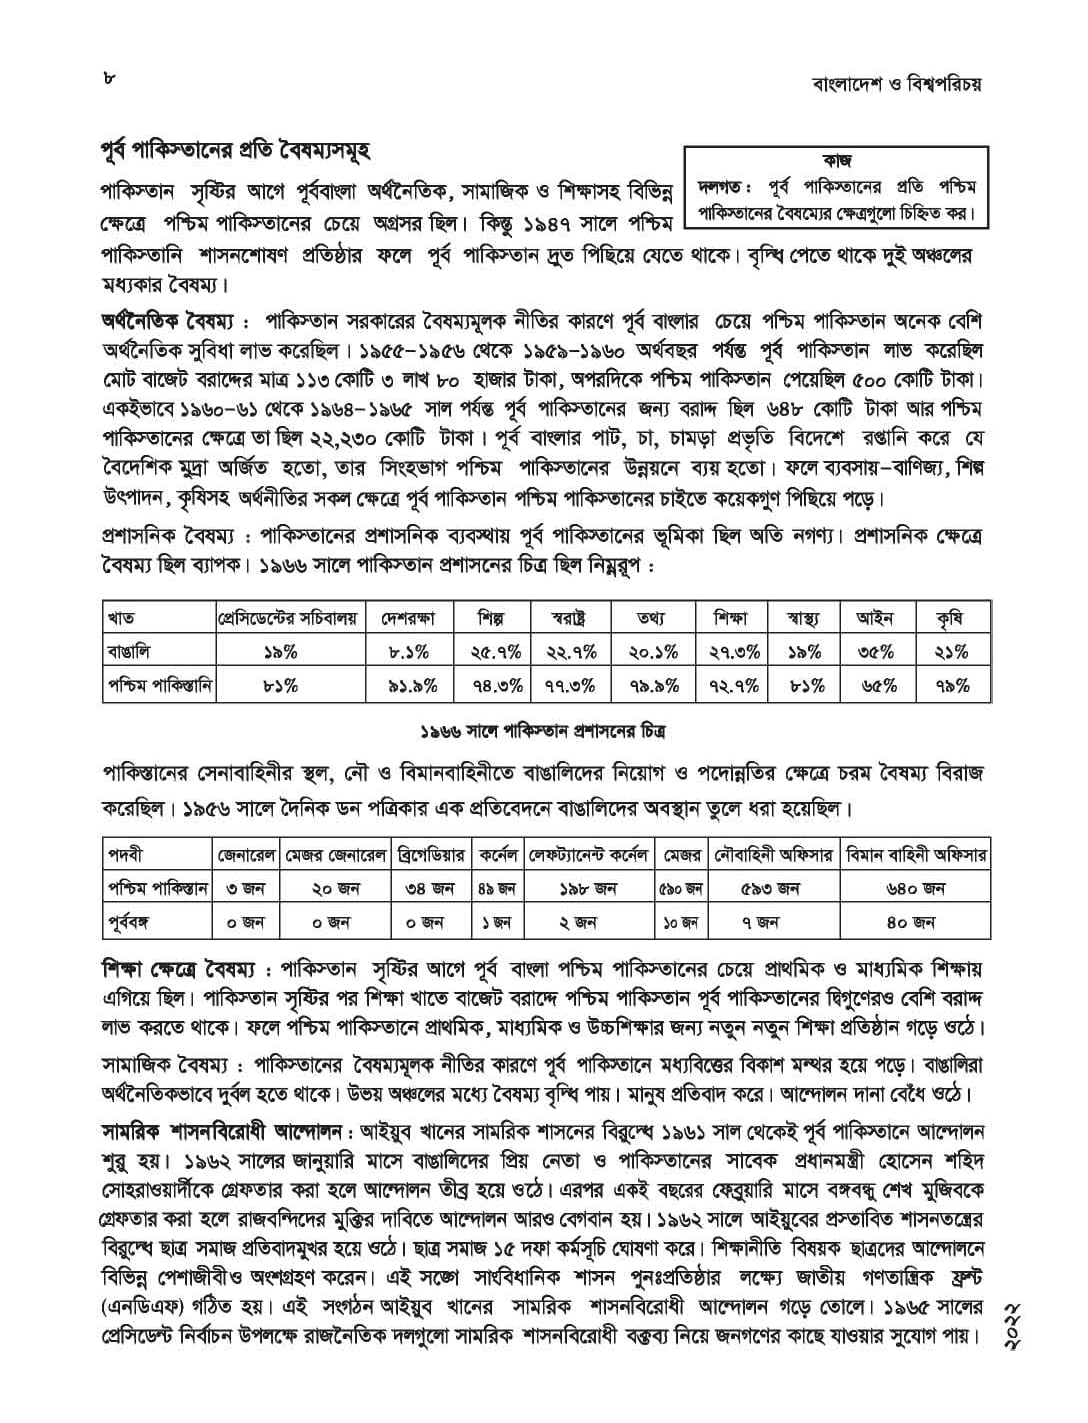 ৮
বাংলাদেশ ও বিশ্বপরিচয়
পূর্ব পাকিস্তানের প্রতি বৈষম্যসমূহ
কাজ
দলগত : পূর্ব পাকিস্তানের প্রতি পশ্চিম
পাকিস্তানের বৈষম্যের ক্ষেত্রগুলো চিহ্নিত কর।
পাকিস্তান সৃষ্টির আগে পূর্ববাংলা অর্থনৈতিক, সামাজিক ও শিক্ষাসহ বিভিন্ন
ক্ষেত্রে পশ্চিম পাকিস্তানের চেয়ে অগ্রসর ছিল। কিন্তু ১৯৪৭ সালে পশ্চিম
পাকিস্তানি শাসনশোষণ প্রতিষ্ঠার ফলে পূর্ব পাকিস্তান দ্রুত পিছিয়ে যেতে থাকে। বৃদ্ধি পেতে থাকে দুই অঞ্চলের
মধ্যকার বৈষম্য।
অর্থনৈতিক বৈষম্য : পাকিস্তান সরকারের বৈষম্যমূলক নীতির কারণে পূর্ব বাংলার চেয়ে পশ্চিম পাকিস্তান অনেক বেশি
অর্থনৈতিক সুবিধা লাভ করেছিল। ১৯৫৫-১৯৫৬ থেকে ১৯৫৯-১৯৬০ অর্থবছর পর্যন্ত পূর্ব পাকিস্তান লাভ করেছিল
মোট বাজেট বরাদ্দের মাত্র ১১৩ কোটি ৩ লাখ ৮০ হাজার টাকা, অপরদিকে পশ্চিম পাকিস্তান পেয়েছিল ৫০০ কোটি টাকা।
একইভাবে ১৯৬০-৬১ থেকে ১৯৬৪-১৯৬৫ সাল পর্যন্ত পূর্ব পাকিস্তানের জন্য বরাদ্দ ছিল ৬৪৮ কোটি টাকা আর পশ্চিম
পাকিস্তানের ক্ষেত্রে তা ছিল ২২,২৩০ কোটি টাকা। পূর্ব বাংলার পাট, চা, চামড়া প্রভৃতি বিদেশে রপ্তানি করে যে
বৈদেশিক মুদ্রা অর্জিত হতো, তার সিংহভাগ পশ্চিম পাকিস্তানের উন্নয়নে ব্যয় হতো। ফলে ব্যবসায়-বাণিজ্য, শিল্প
উৎপাদন, কৃষিসহ অর্থনীতির সকল ক্ষেত্রে পূর্ব পাকিস্তান পশ্চিম পাকিস্তানের চাইতে কয়েকগুণ পিছিয়ে পড়ে।
প্রশাসনিক বৈষম্য : পাকিস্তানের প্রশাসনিক ব্যবস্থায় পূর্ব পাকিস্তানের ভূমিকা ছিল অতি নগণ্য। প্রশাসনিক ক্ষেত্রে
বৈষম্য ছিল ব্যাপক। ১৯৬৬ সালে পাকিস্তান প্রশাসনের চিত্র ছিল নিম্নরূপ :
খাত প্রেসিডেন্টের সচিবালয় দেশরক্ষা শিল্প স্বরাষ্ট্র তথ্য শিক্ষা স্বাস্থ্য আইন কৃষি
বাঙালি ১৯% ৮.১% ২৫.৭% ২২.৭% ২০.১% ২৭.৩% ১৯% ৩৫% ২১%
পশ্চিম পাকিস্তানি ৮১% ৯১.৯% ৭৪.৩% ৭৭.৩% ৭৯.৯% ৭২.৭% ৮১% ৬৫% ৭৯%
১৯৬৬ সালে পাকিস্তান প্রশাসনের চিত্র
পাকিস্তানের সেনাবাহিনীর স্থল, নৌ ও বিমানবাহিনীতে বাঙালিদের নিয়োগ ও পদোন্নতির ক্ষেত্রে চরম বৈষম্য বিরাজ
করেছিল। ১৯৫৬ সালে দৈনিক ডন পত্রিকার এক প্রতিবেদনে বাঙালিদের অবস্থান তুলে ধরা হয়েছিল।
পদবী জেনারেল মেজর জেনারেল ব্রিগেডিয়ার কর্নেল লেফট্যানেন্ট কর্নেল মেজর নৌবাহিনী অফিসার বিমান বাহিনী অফিসার
পশ্চিম পাকিস্তান ৩ জন ২০ জন ৩৪ জন ৪৯ জন ১৯৮ জন ৫৯০ জন ৫৯৩ জন ৬৪০ জন
পূর্ববঙ্গ ০ জন ০ জন ০ জন ১ জন ২ জন ১০ জন ৭ জন ৪০ জন
শিক্ষা ক্ষেত্রে বৈষম্য : পাকিস্তান সৃষ্টির আগে পূর্ব বাংলা পশ্চিম পাকিস্তানের চেয়ে প্রাথমিক ও মাধ্যমিক শিক্ষায়
এগিয়ে ছিল। পাকিস্তান সৃষ্টির পর শিক্ষা খাতে বাজেট বরাদ্দে পশ্চিম পাকিস্তান পূর্ব পাকিস্তানের দ্বিগুণেরও বেশি বরাদ্দ
লাভ করতে থাকে। ফলে পশ্চিম পাকিস্তানে প্রাথমিক, মাধ্যমিক ও উচ্চশিক্ষার জন্য নতুন নতুন শিক্ষা প্রতিষ্ঠান গড়ে ওঠে।
সামাজিক বৈষম্য : পাকিস্তানের বৈষম্যমূলক নীতির কারণে পূর্ব পাকিস্তানে মধ্যবিত্তের বিকাশ মন্থর হয়ে পড়ে। বাঙালিরা
অর্থনৈতিকভাবে দুর্বল হতে থাকে। উভয় অঞ্চলের মধ্যে বৈষম্য বৃদ্ধি পায়। মানুষ প্রতিবাদ করে। আন্দোলন দানা বেঁধে ওঠে।
সামরিক শাসনবিরোধী আন্দোলন : আইয়ুব খানের সামরিক শাসনের বিরুদ্ধে ১৯৬১ সাল থেকেই পূর্ব পাকিস্তানে আন্দোলন
শুরু হয়। ১৯৬২ সালের জানুয়ারি মাসে বাঙালিদের প্রিয় নেতা ও পাকিস্তানের সাবেক প্রধানমন্ত্রী হোসেন শহিদ
সোহরাওয়ার্দীকে গ্রেফতার করা হলে আন্দোলন তীব্র হয়ে ওঠে। এরপর একই বছরের ফেব্রুয়ারি মাসে বঙ্গবন্ধু শেখ মুজিবকে
গ্রেফতার করা হলে রাজবন্দিদের মুক্তির দাবিতে আন্দোলন আরও বেগবান হয়। ১৯৬২ সালে আইয়ুবের প্রস্তাবিত শাসনতন্ত্রের
বিরুদ্ধে ছাত্র সমাজ প্রতিবাদমুখর হয়ে ওঠে। ছাত্র সমাজ ১৫ দফা কর্মসূচি ঘোষণা করে। শিক্ষানীতি বিষয়ক ছাত্রদের আন্দোলনে
বিভিন্ন পেশাজীবীও অংশগ্রহণ করেন। এই সঙ্গে সাংবিধানিক শাসন পুনঃপ্রতিষ্ঠার লক্ষ্যে জাতীয় গণতান্ত্রিক ফ্রন্ট
(এনডিএফ) গঠিত হয়। এই সংগঠন আইয়ুব খানের সামরিক শাসনবিরোধী আন্দোলন গড়ে তোলে। ১৯৬৫ সালের
প্রেসিডেন্ট নির্বাচন উপলক্ষে রাজনৈতিক দলগুলো সামরিক শাসনবিরোধী বক্তব্য নিয়ে জনগণের কাছে যাওয়ার সুযোগ পায়।
২০২২